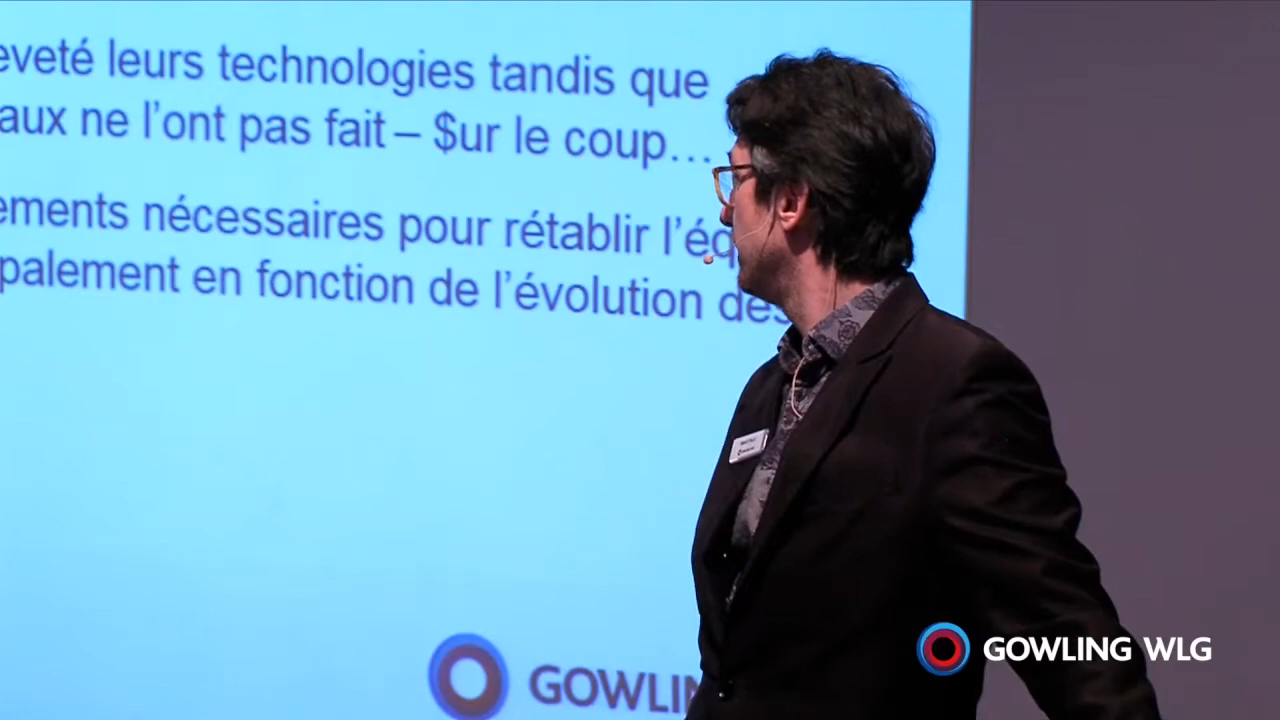 eveté leurs technologies tandis que
aux ne l'ont pas fait – $ur le coup…
ements nécessaires pour rétablir l'éq
palement en fonction de l'évolution des
GOWLIN
GOWLING WLG